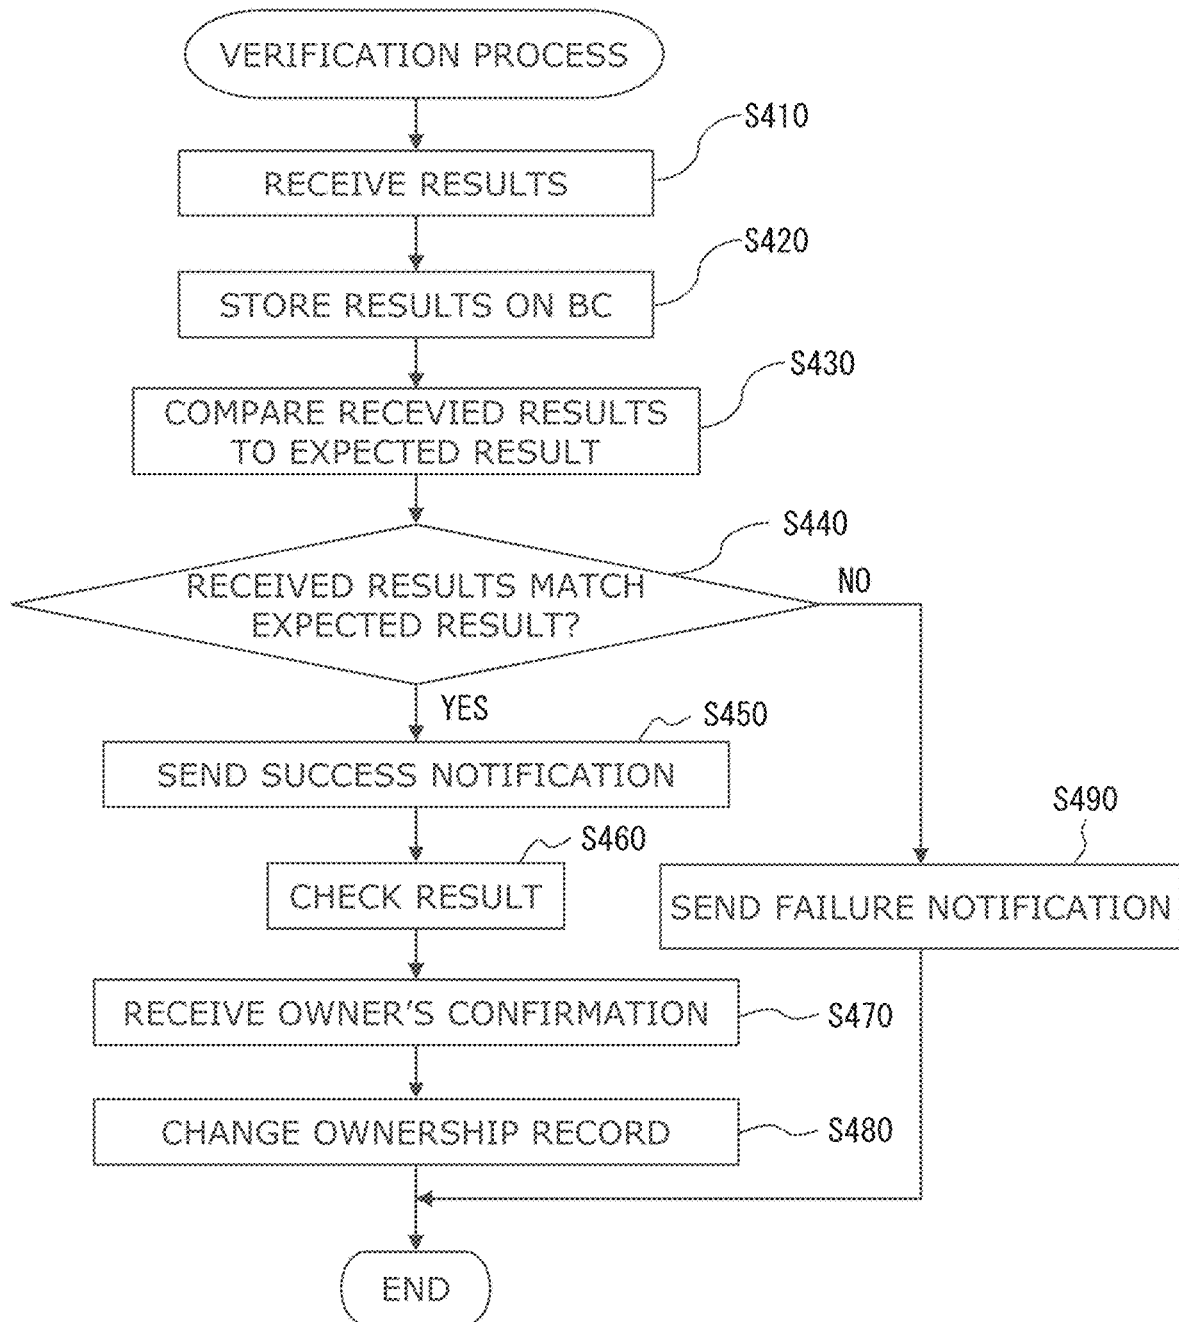 VERIFICATION PROCESS
S410
RECEIVE RESULTS
S420
STORE RESULTS ON BC
S430
COMPARE RECEVIED RESULTS
TO EXPECTED RESULT
S440
RECEIVED RESULTS MATCH
EXPECTED RESULT?
NO
YES
S450
SEND SUCCESS NOTIFICATION
S460
CHECK RESULT
S490
SEND FAILURE NOTIFICATION
RECEIVE OWNER'S CONFIRMATION
S470
CHANGE OWNERSHIP RECORD
S480
END